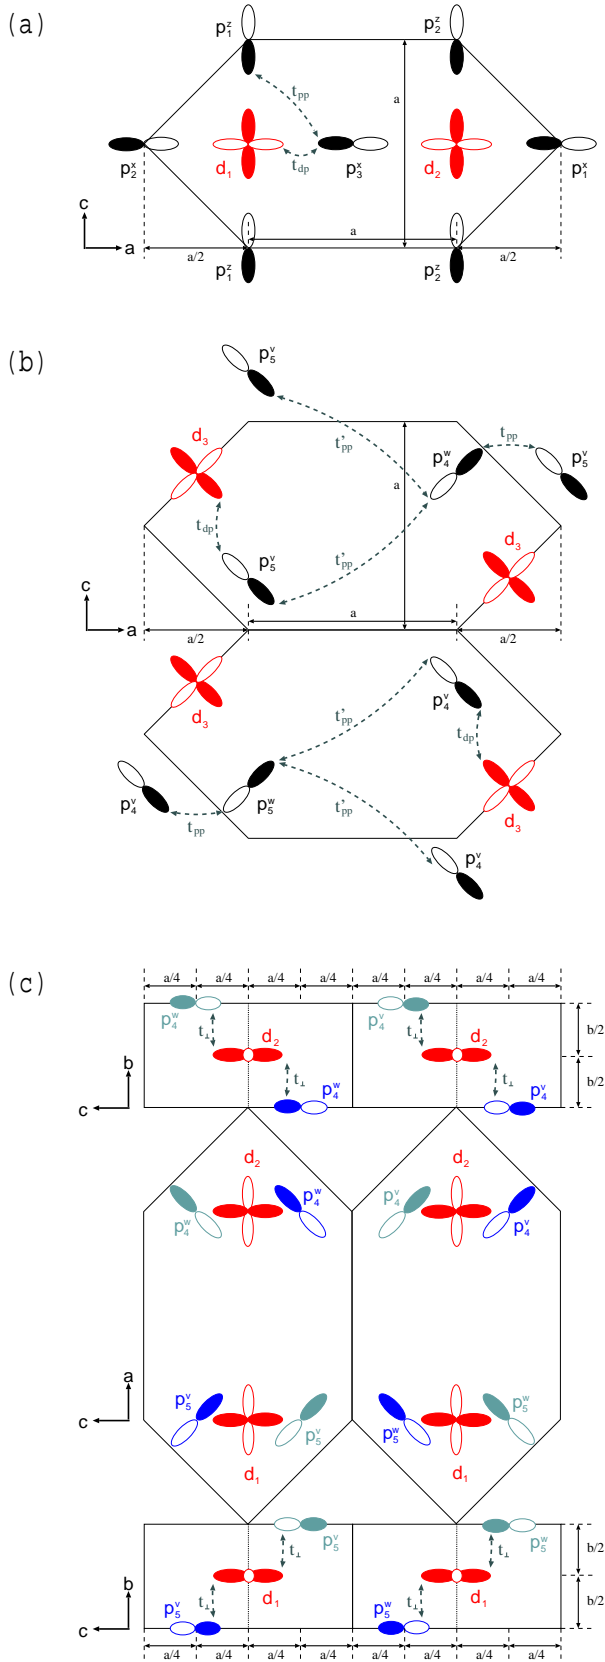 (a)
p₁ᶻ p₂ᶻ
t_pp
a
p₂ˣ d₁ t_dp p₃ˣ d₂ p₁ˣ
c
a
a/2 a a/2
p₁ᶻ p₂ᶻ
(b)
p₅ᵛ
d₃ t'_pp p₄ʷ t_pp p₅ᵛ
a
t_dp p₅ᵛ t'_pp d₃
c
a
a/2 a a/2
d₃ p₄ᵛ
t'_pp t_dp
p₄ᵛ t_pp p₅ʷ t'_pp d₃
p₄ᵛ
(c)
a/4 a/4 a/4 a/4 a/4 a/4 a/4 a/4
p₄ʷ t⊥ d₂ p₄ᵛ t⊥ d₂ b/2
b
t⊥ p₄ʷ t⊥ p₄ᵛ b/2
c
d₂ d₂
p₄ʷ p₄ʷ p₄ᵛ p₄ᵛ
a
c
p₅ᵛ p₅ᵛ p₅ʷ p₅ʷ
d₁ d₁
t⊥ p₅ᵛ t⊥ p₅ʷ b/2
b
p₅ᵛ t⊥ d₁ p₅ʷ t⊥ d₁ b/2
c
a/4 a/4 a/4 a/4 a/4 a/4 a/4 a/4